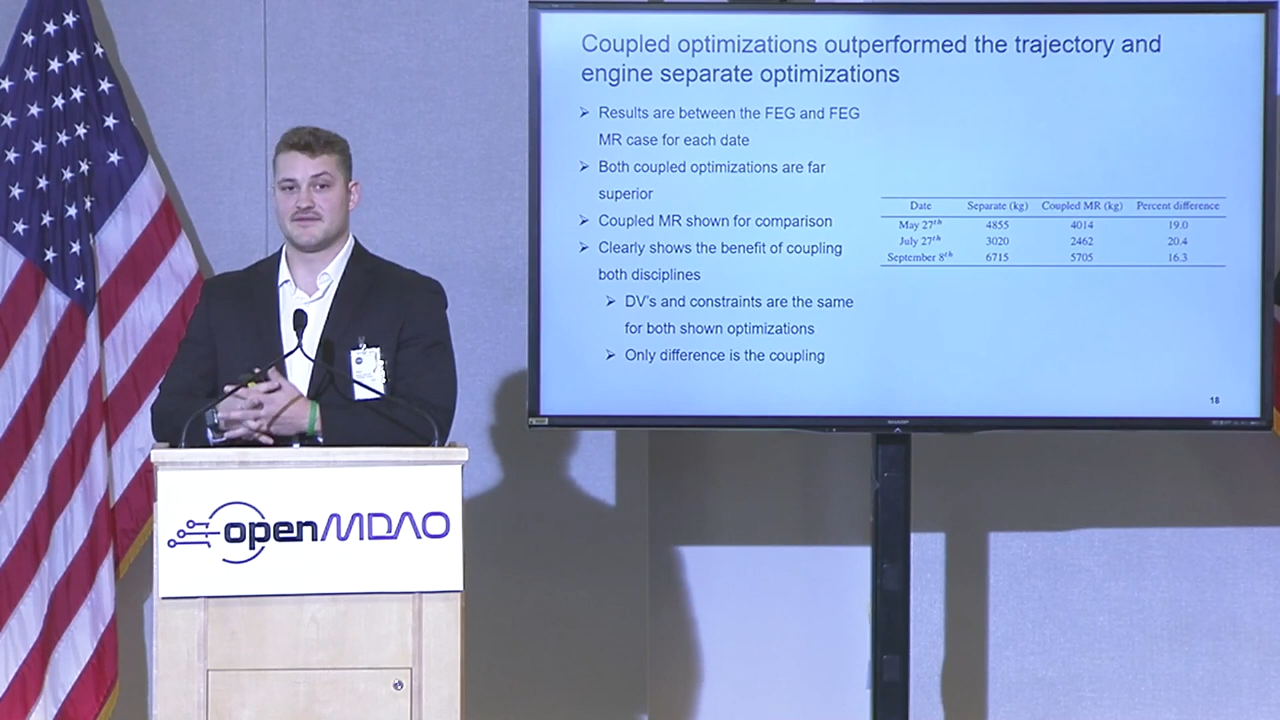 Coupled optimizations outperformed the trajectory and
engine separate optimizations
➢ Results are between the FEG and FEG
MR case for each date
➢ Both coupled optimizations are far
superior
➢ Coupled MR shown for comparison
➢ Clearly shows the benefit of coupling
both disciplines
➢ DV's and constraints are the same
for both shown optimizations
➢ Only difference is the coupling
Date Separate (kg) Coupled MR (kg) Percent difference
May 27th 4855 4014 19.0
July 27th 3020 2462 20.4
September 8th 6715 5705 16.3
18
SHARP
openMDAO